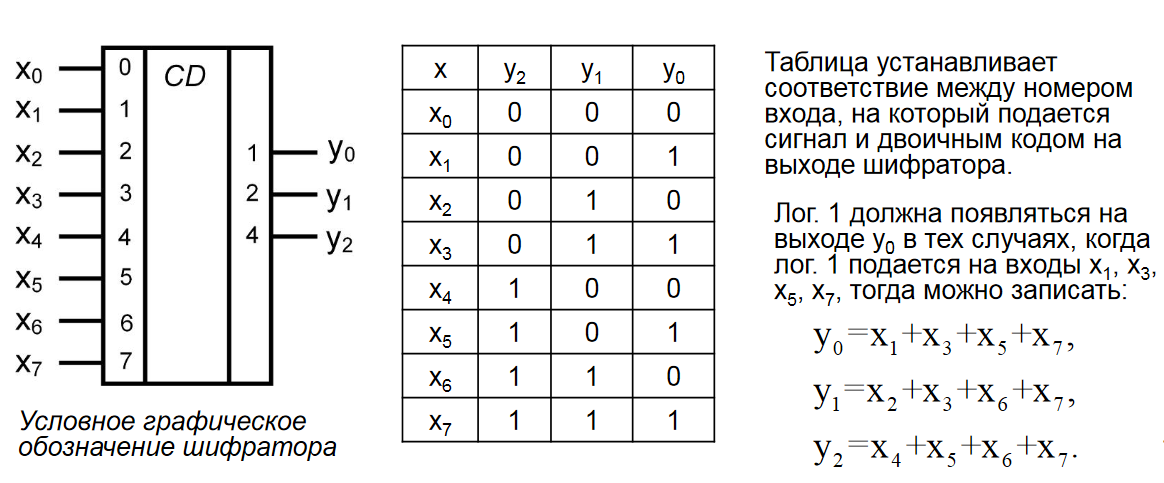 CD
x₀ 0
x₁ 1
x₂ 2 1 y₀
x₃ 3 2 y₁
x₄ 4 4 y₂
x₅ 5
x₆ 6
x₇ 7
Условное графическое
обозначение шифратора
x y₂ y₁ y₀
x₀ 0 0 0
x₁ 0 0 1
x₂ 0 1 0
x₃ 0 1 1
x₄ 1 0 0
x₅ 1 0 1
x₆ 1 1 0
x₇ 1 1 1
Таблица устанавливает
соответствие между номером
входа, на который подается
сигнал и двоичным кодом на
выходе шифратора.
Лог. 1 должна появляться на
выходе y₀ в тех случаях, когда
лог. 1 подается на входы x₁, x₃,
x₅, x₇, тогда можно записать:
y₀=x₁+x₃+x₅+x₇,
y₁=x₂+x₃+x₆+x₇,
y₂=x₄+x₅+x₆+x₇.